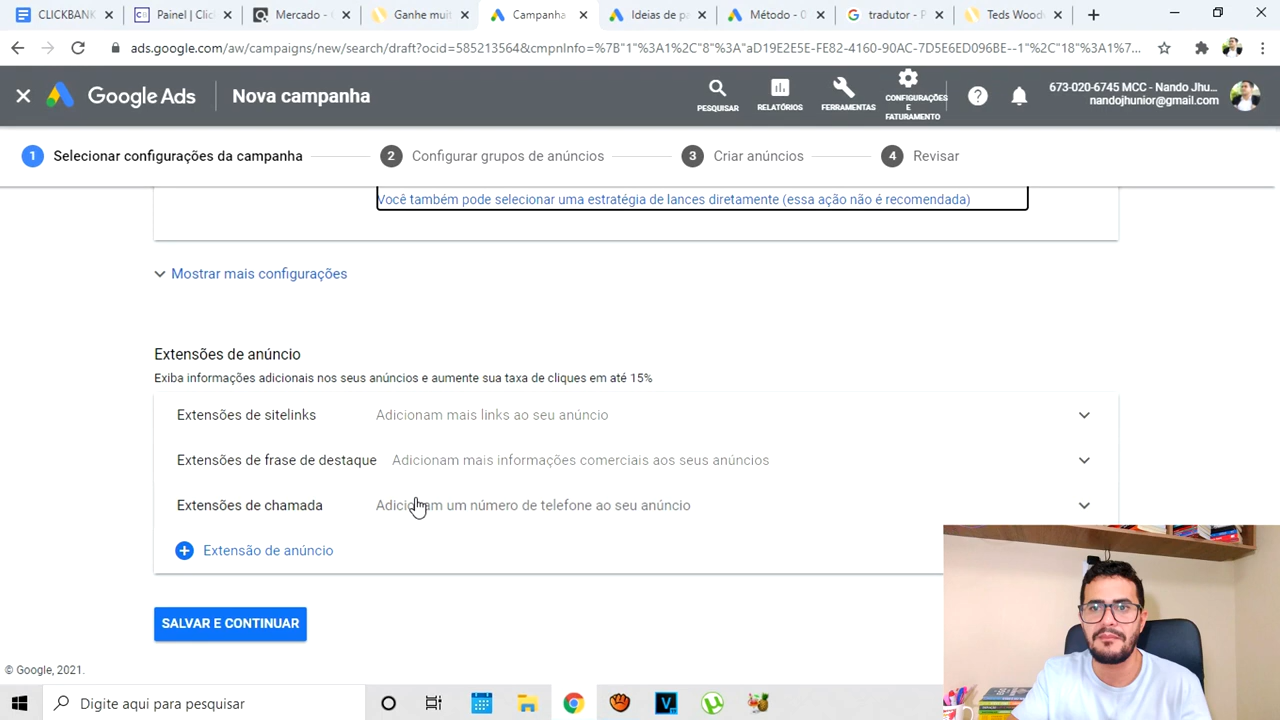 CLICKBANK
Painel | Clic
Mercado -
Ganhe muit
Campanha
Ideias de pa
Método - 0
tradutor - P
Teds Wood
ads.google.com/aw/campaigns/new/search/draft?ocid=585213564&cmpnInfo=%7B"1"%3A1%2C"8"%3A"aD19E2E5E-FE82-4160-90AC-7D5E6ED096BE--1"%2C"18"%3A1%7...
Google Ads
Nova campanha
PESQUISAR
RELATÓRIOS
FERRAMENTAS
CONFIGURAÇÕES
E
FATURAMENTO
673-020-6745 MCC - Nando Jhu...
nandojhunior@gmail.com
1 Selecionar configurações da campanha
2 Configurar grupos de anúncios
3 Criar anúncios
4 Revisar
Você também pode selecionar uma estratégia de lances diretamente (essa ação não é recomendada)
Mostrar mais configurações
Extensões de anúncio
Exiba informações adicionais nos seus anúncios e aumente sua taxa de cliques em até 15%
Extensões de sitelinks Adicionam mais links ao seu anúncio
Extensões de frase de destaque Adicionam mais informações comerciais aos seus anúncios
Extensões de chamada Adicionam um número de telefone ao seu anúncio
Extensão de anúncio
SALVAR E CONTINUAR
© Google, 2021.
Digite aqui para pesquisar